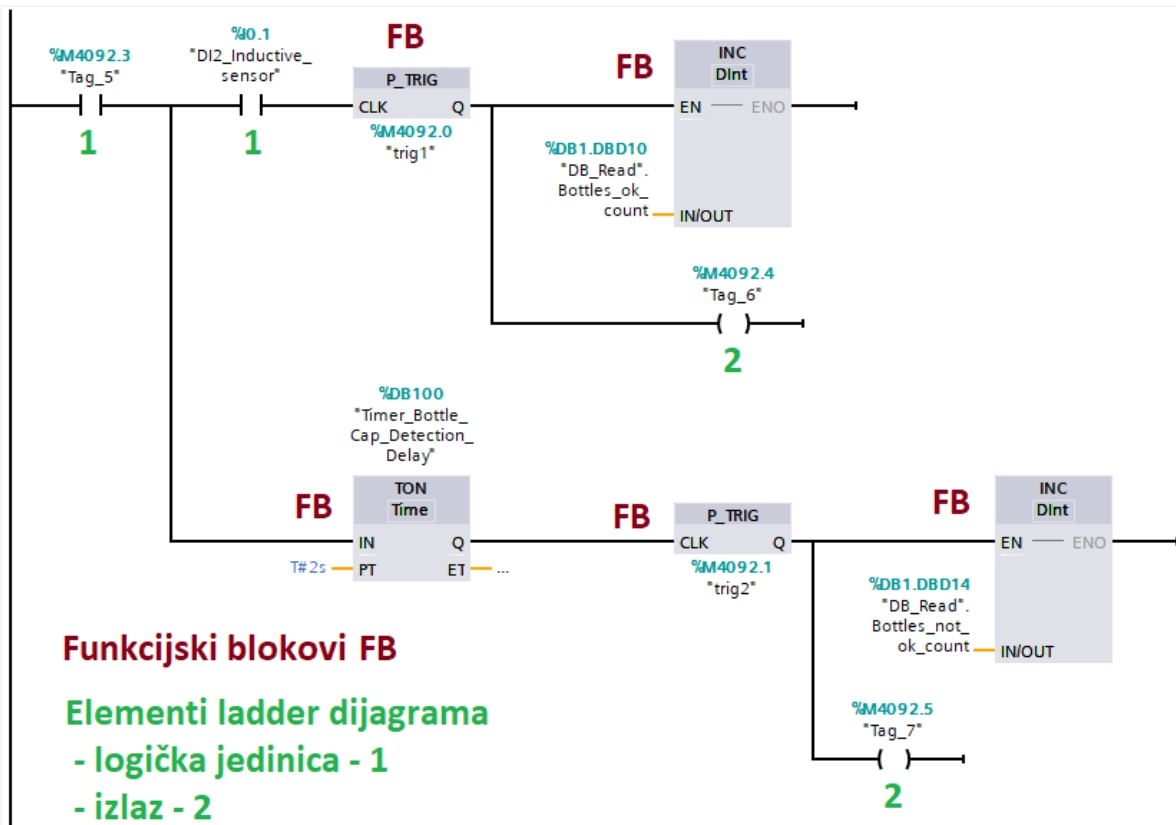 %M4092.3
"Tag_5"
1
%I0.1
"DI2_Inductive_
sensor"
1
FB
P_TRIG
CLK Q
%M4092.0
"trig1"
FB
INC
DInt
EN ENO
%DB1.DBD10
"DB_Read".
Bottles_ok_
count
IN/OUT
%M4092.4
"Tag_6"
2
%DB100
"Timer_Bottle_
Cap_Detection_
Delay"
FB
TON
Time
IN Q
T#2s PT ET ...
FB
P_TRIG
CLK Q
%M4092.1
"trig2"
FB
INC
DInt
EN ENO
%DB1.DBD14
"DB_Read".
Bottles_not_
ok_count
IN/OUT
%M4092.5
"Tag_7"
2
Funkcijski blokovi FB
Elementi ladder dijagrama
- logička jedinica - 1
- izlaz - 2